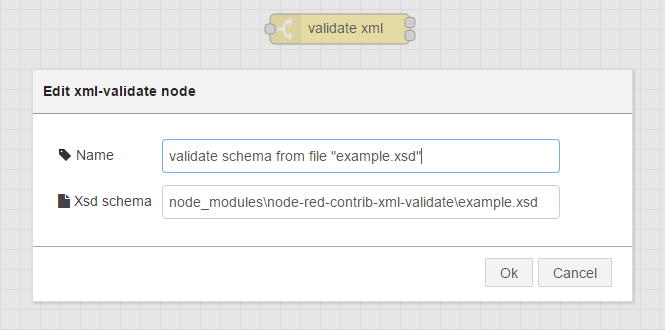 validate xml
Edit xml-validate node
Name
validate schema from file "example.xsd"
Xsd schema
node_modules\node-red-contrib-xml-validate\example.xsd
Ok
Cancel